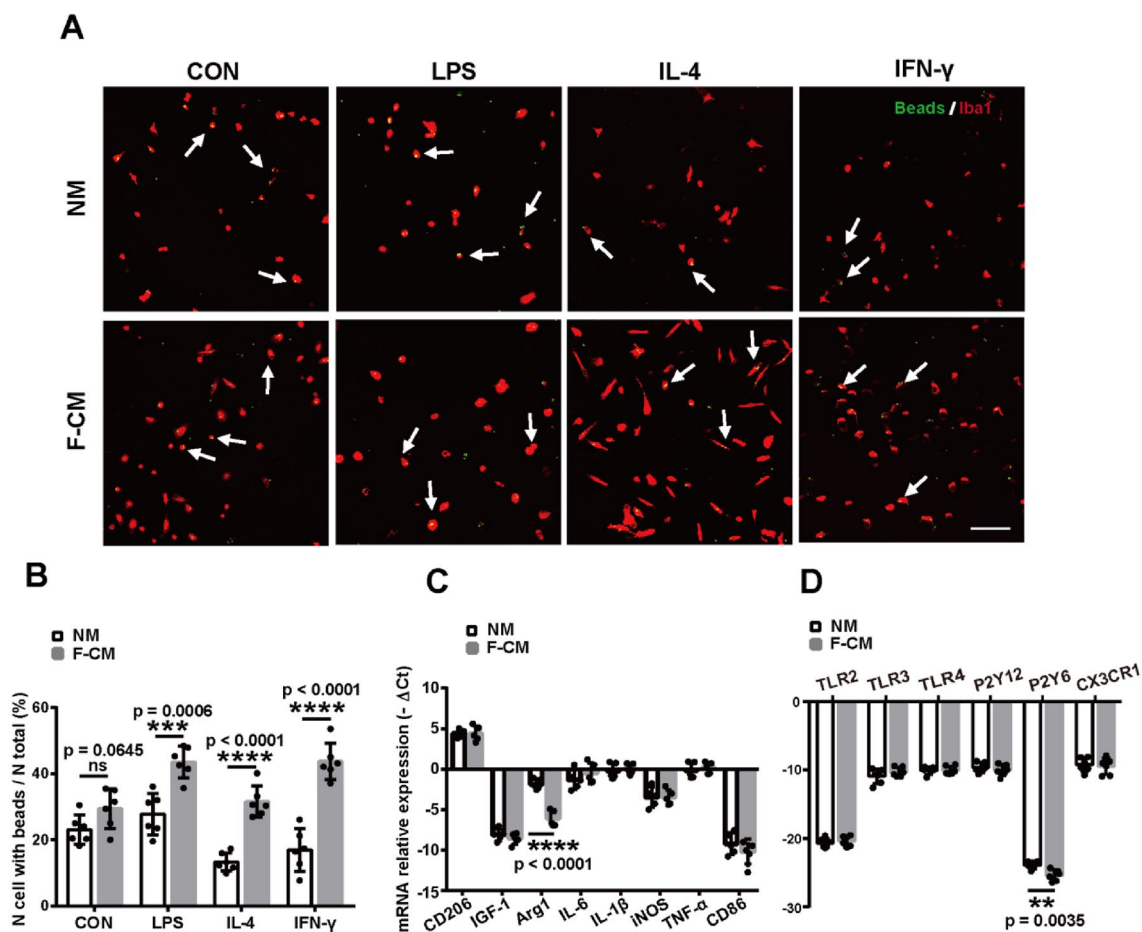 A
CON LPS IL-4 IFN-γ
Beads / Iba1
NM
F-CM
B
NM
F-CM
N cell with beads / N total (%)
60
40
20
0
p = 0.0645
ns
p = 0.0006
***
p < 0.0001
****
p < 0.0001
****
CON LPS IL-4 IFN-γ
C
NM
F-CM
mRNA relative expression (- ΔCt)
10
5
0
-5
-10
-15
****
p < 0.0001
CD206 IGF-1 Arg1 IL-6 IL-1β iNOS TNF-α CD86
D
NM
F-CM
TLR2 TLR3 TLR4 P2Y12 P2Y6 CX3CR1
0
-10
-20
-30
**
p = 0.0035